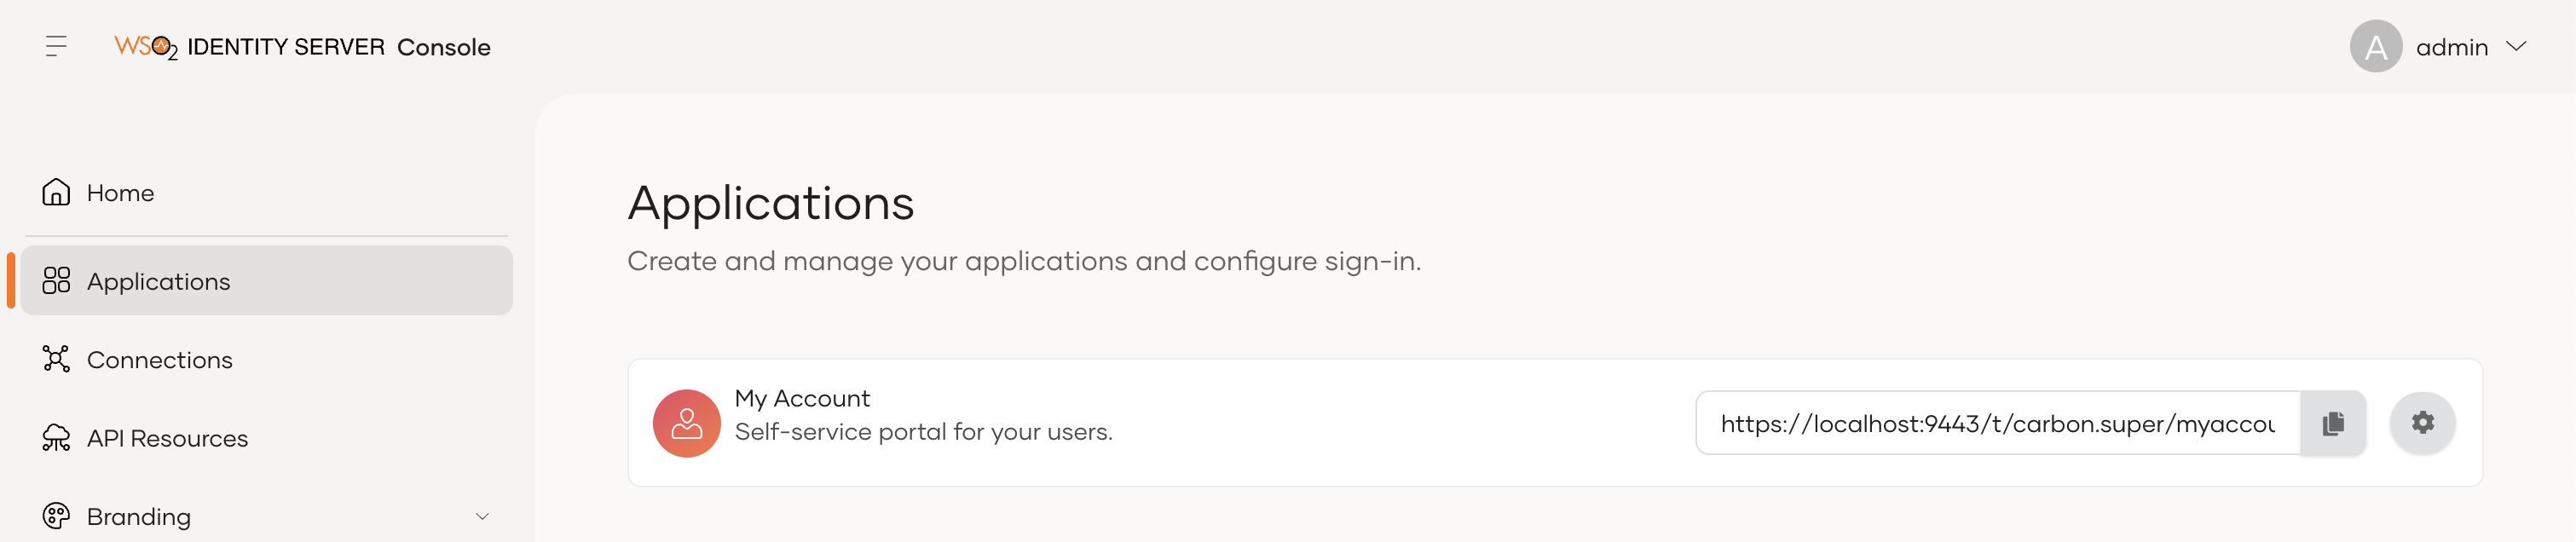 WSO2 IDENTITY SERVER Console
A admin
Home
Applications
Connections
API Resources
Branding
Applications
Create and manage your applications and configure sign-in.
My Account
Self-service portal for your users.
https://localhost:9443/t/carbon.super/myaccou